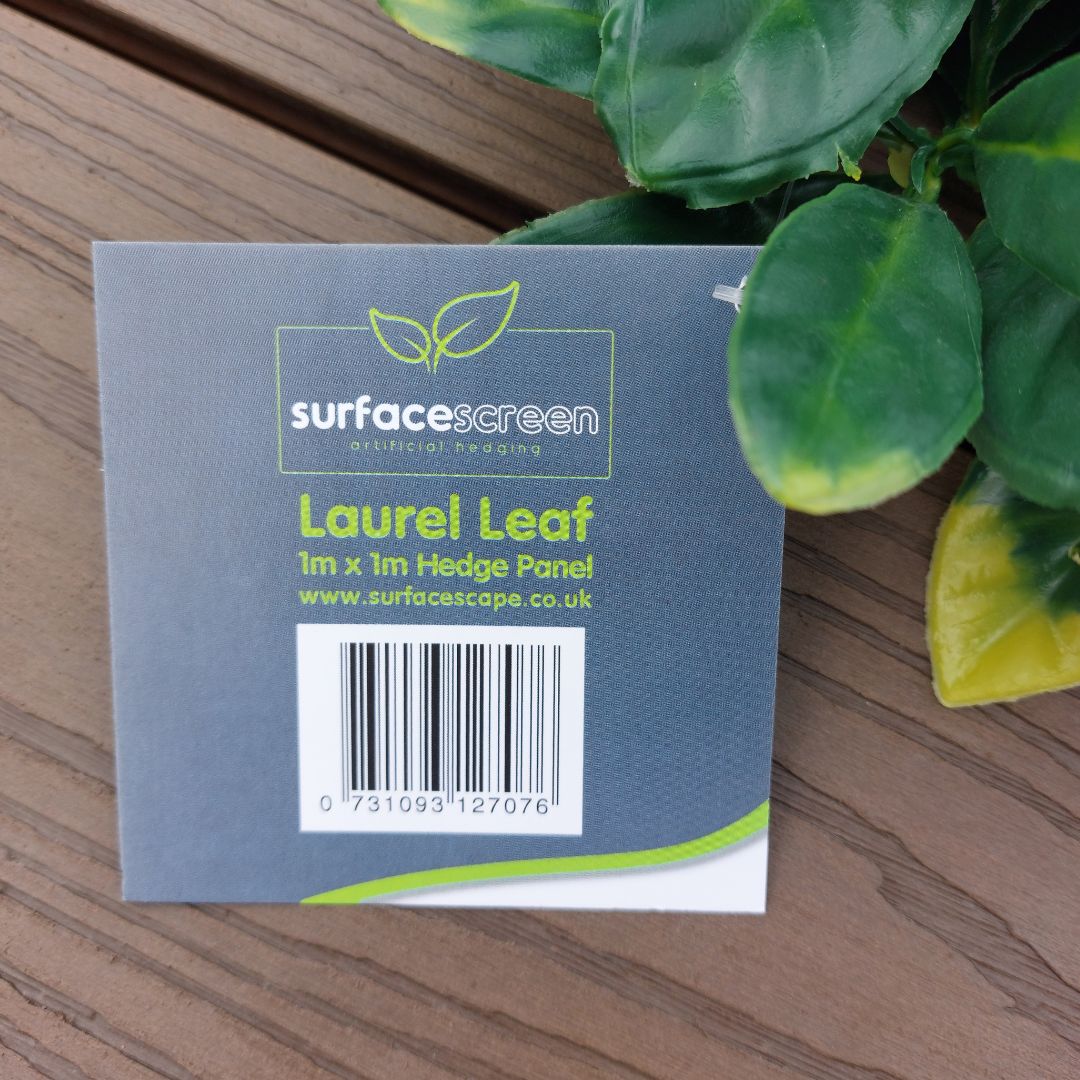 surfacescreen
artificial hedging
Laurel Leaf
1m x 1m Hedge Panel
www.surfacescape.co.uk
0 731093 127076